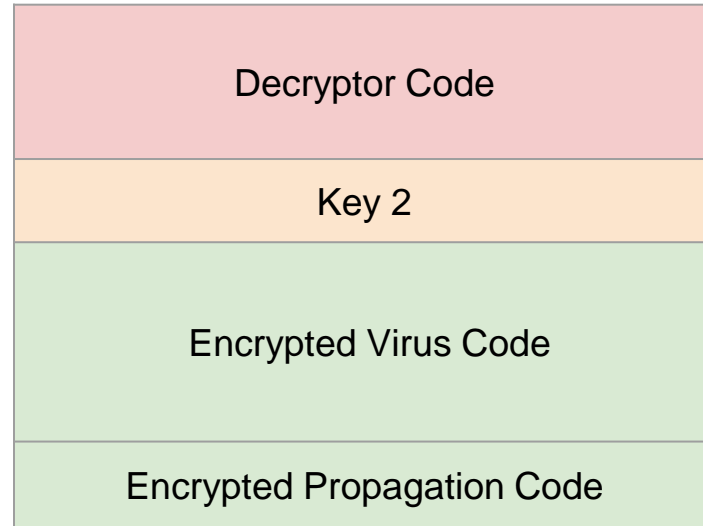 Decryptor Code
Key 2
Encrypted Virus Code
Encrypted Propagation Code